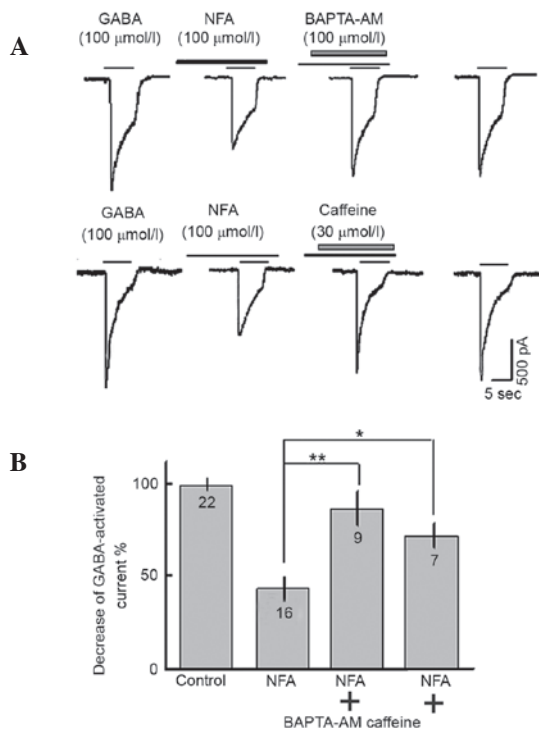 A
GABA NFA BAPTA-AM
(100 μmol/l) (100 μmol/l) (100 μmol/l)
GABA NFA Caffeine
(100 μmol/l) (100 μmol/l) (30 μmol/l)
500 pA
5 sec
B
Decrease of GABA-activated
current %
100
50
0
* 
**
22
16
9
7
Control NFA NFA NFA
+ +
BAPTA-AM caffeine